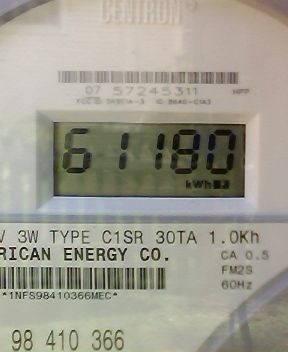 CENTRON
07 57245311
61180
kWh
V 3W TYPE C1SR 30TA 1.0Kh
RICAN ENERGY CO.
CA 0.5
FM2S
60Hz
*1NFS98410366MEC*
98 410 366